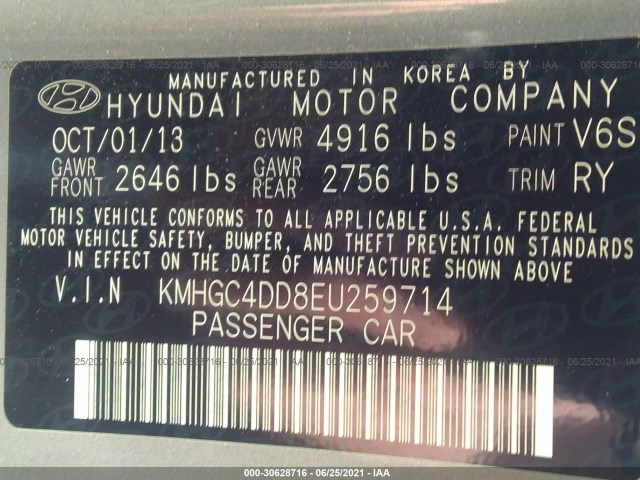 MANUFACTURED IN KOREA BY
HYUNDAI MOTOR COMPANY
OCT/01/13 GVWR 4916 lbs PAINT V6S
GAWR FRONT 2646 lbs GAWR REAR 2756 lbs TRIM RY
THIS VEHICLE CONFORMS TO ALL APPLICABLE U.S.A. FEDERAL
MOTOR VEHICLE SAFETY, BUMPER, AND THEFT PREVENTION STANDARDS
IN EFFECT ON THE DATE OF MANUFACTURE SHOWN ABOVE
V.I.N KMHGC4DD8EU259714
PASSENGER CAR
000-30628716 - 06/25/2021 - IAA